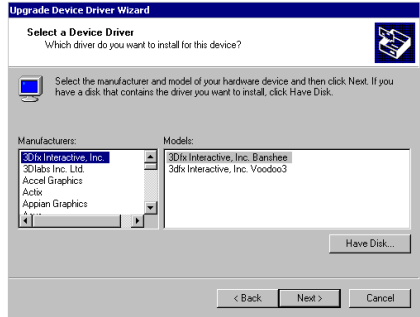 Upgrade Device Driver Wizard
Select a Device Driver
Which driver do you want to install for this device?
Select the manufacturer and model of your hardware device and then click Next. If you
have a disk that contains the driver you want to install, click Have Disk.
Manufacturers:
3Dfx Interactive, Inc.
3Dlabs Inc. Ltd.
Accel Graphics
Actix
Appian Graphics
Models:
3Dfx Interactive, Inc. Banshee
3dfx Interactive, Inc. Voodoo3
Have Disk...
< Back
Next >
Cancel